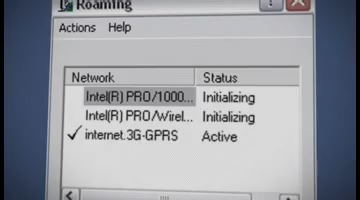 Roaming
Actions Help
Network Status
Intel(R) PRO/1000... Initializing
Intel(R) PRO/Wirel... Initializing
internet.3G-GPRS Active